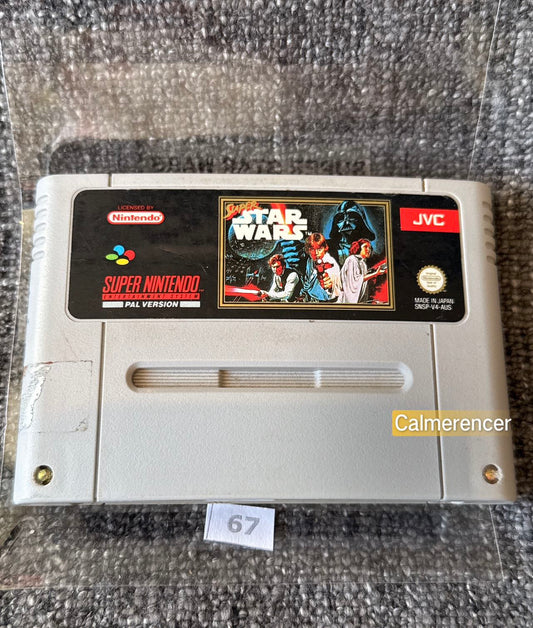 LICENSED BY
Nintendo
SUPER NINTENDO
ENTERTAINMENT SYSTEM
PAL VERSION
SUPER
STAR
WARS
JVC
MADE IN JAPAN
SNSP-V4-AUS
Calmerencer
67